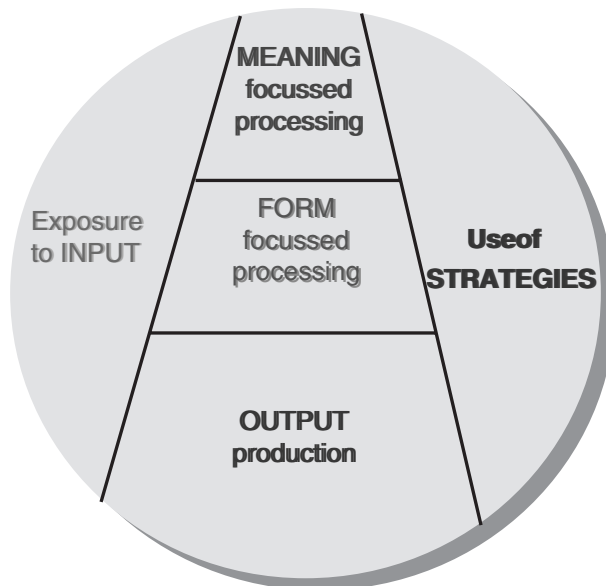 MEANING
focussed
processing
Exposure
to INPUT
FORM
focussed
processing
Useof
STRATEGIES
OUTPUT
production